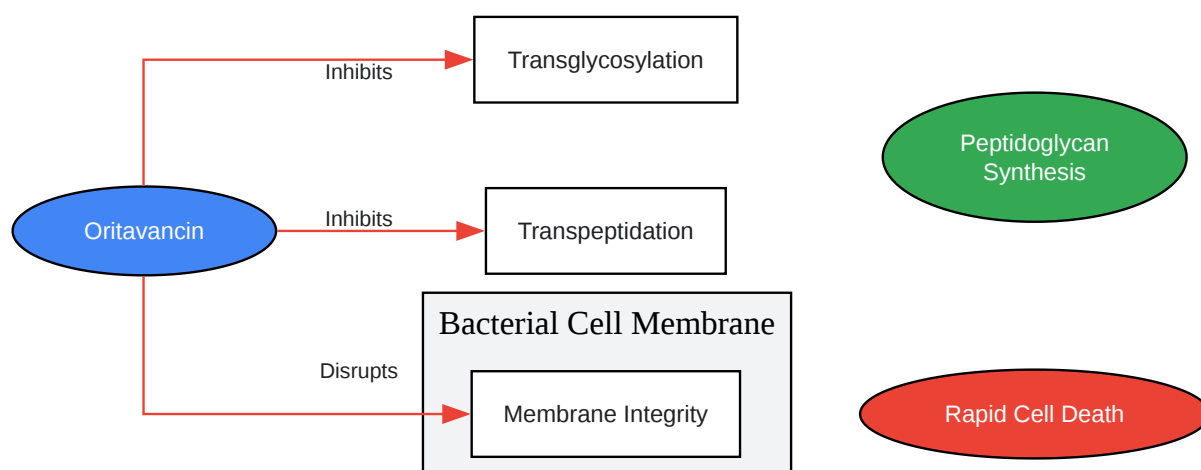 Transglycosylation
Inhibits
Peptidoglycan
Synthesis
Oritavancin
Inhibits
Transpeptidation
Bacterial Cell Membrane
Disrupts
Membrane Integrity
Rapid Cell Death